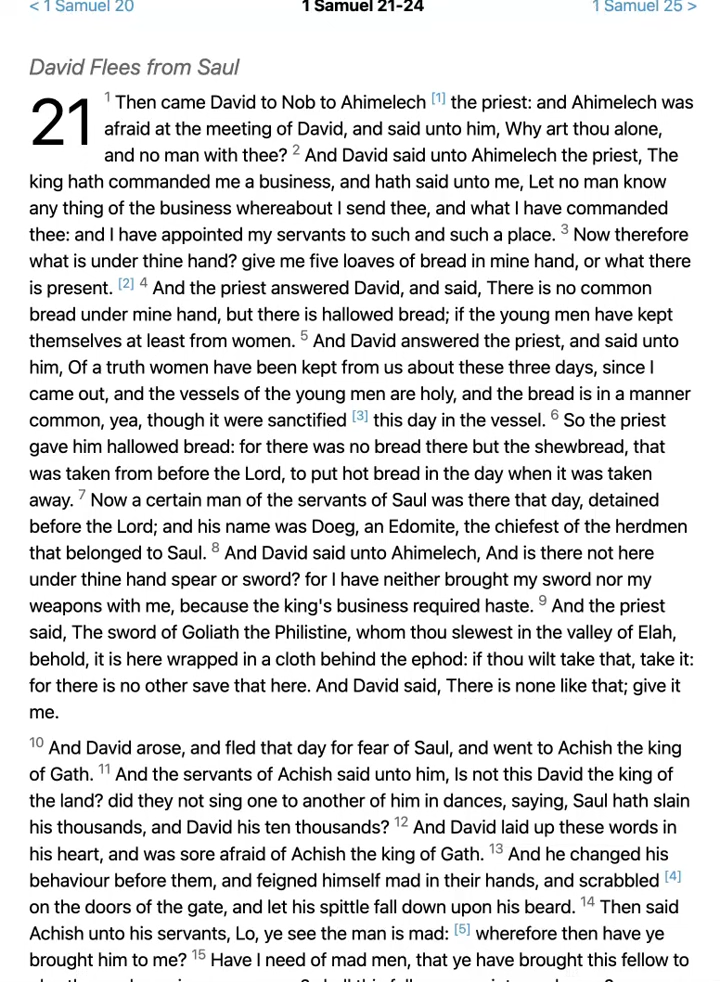 < 1 Samuel 20 1 Samuel 21-24 1 Samuel 25 >
David Flees from Saul
21 1 Then came David to Nob to Ahimelech [1] the priest: and Ahimelech was
afraid at the meeting of David, and said unto him, Why art thou alone,
and no man with thee? 2 And David said unto Ahimelech the priest, The
king hath commanded me a business, and hath said unto me, Let no man know
any thing of the business whereabout I send thee, and what I have commanded
thee: and I have appointed my servants to such and such a place. 3 Now therefore
what is under thine hand? give me five loaves of bread in mine hand, or what there
is present. [2] 4 And the priest answered David, and said, There is no common
bread under mine hand, but there is hallowed bread; if the young men have kept
themselves at least from women. 5 And David answered the priest, and said unto
him, Of a truth women have been kept from us about these three days, since I
came out, and the vessels of the young men are holy, and the bread is in a manner
common, yea, though it were sanctified [3] this day in the vessel. 6 So the priest
gave him hallowed bread: for there was no bread there but the shewbread, that
was taken from before the Lord, to put hot bread in the day when it was taken
away. 7 Now a certain man of the servants of Saul was there that day, detained
before the Lord; and his name was Doeg, an Edomite, the chiefest of the herdmen
that belonged to Saul. 8 And David said unto Ahimelech, And is there not here
under thine hand spear or sword? for I have neither brought my sword nor my
weapons with me, because the king's business required haste. 9 And the priest
said, The sword of Goliath the Philistine, whom thou slewest in the valley of Elah,
behold, it is here wrapped in a cloth behind the ephod: if thou wilt take that, take it:
for there is no other save that here. And David said, There is none like that; give it
me.
10 And David arose, and fled that day for fear of Saul, and went to Achish the king
of Gath. 11 And the servants of Achish said unto him, Is not this David the king of
the land? did they not sing one to another of him in dances, saying, Saul hath slain
his thousands, and David his ten thousands? 12 And David laid up these words in
his heart, and was sore afraid of Achish the king of Gath. 13 And he changed his
behaviour before them, and feigned himself mad in their hands, and scrabbled [4]
on the doors of the gate, and let his spittle fall down upon his beard. 14 Then said
Achish unto his servants, Lo, ye see the man is mad: [5] wherefore then have ye
brought him to me? 15 Have I need of mad men, that ye have brought this fellow to